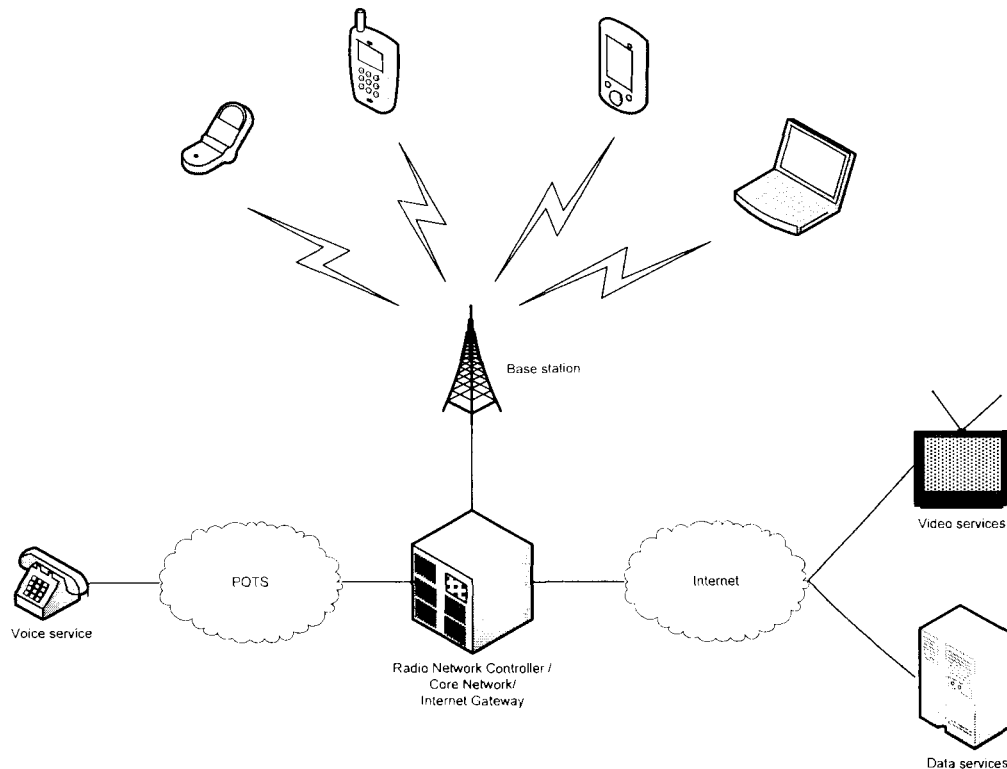 Base station
Video services
POTS
Internet
Voice service
Radio Network Controller /
Core Network/
Internet Gateway
Data services